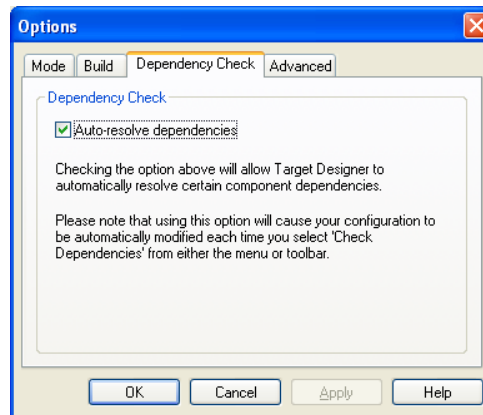 Options
Mode Build Dependency Check Advanced
Dependency Check
Auto-resolve dependencies
Checking the option above will allow Target Designer to
automatically resolve certain component dependencies.
Please note that using this option will cause your configuration to
be automatically modified each time you select 'Check
Dependencies' from either the menu or toolbar.
OK Cancel Apply Help